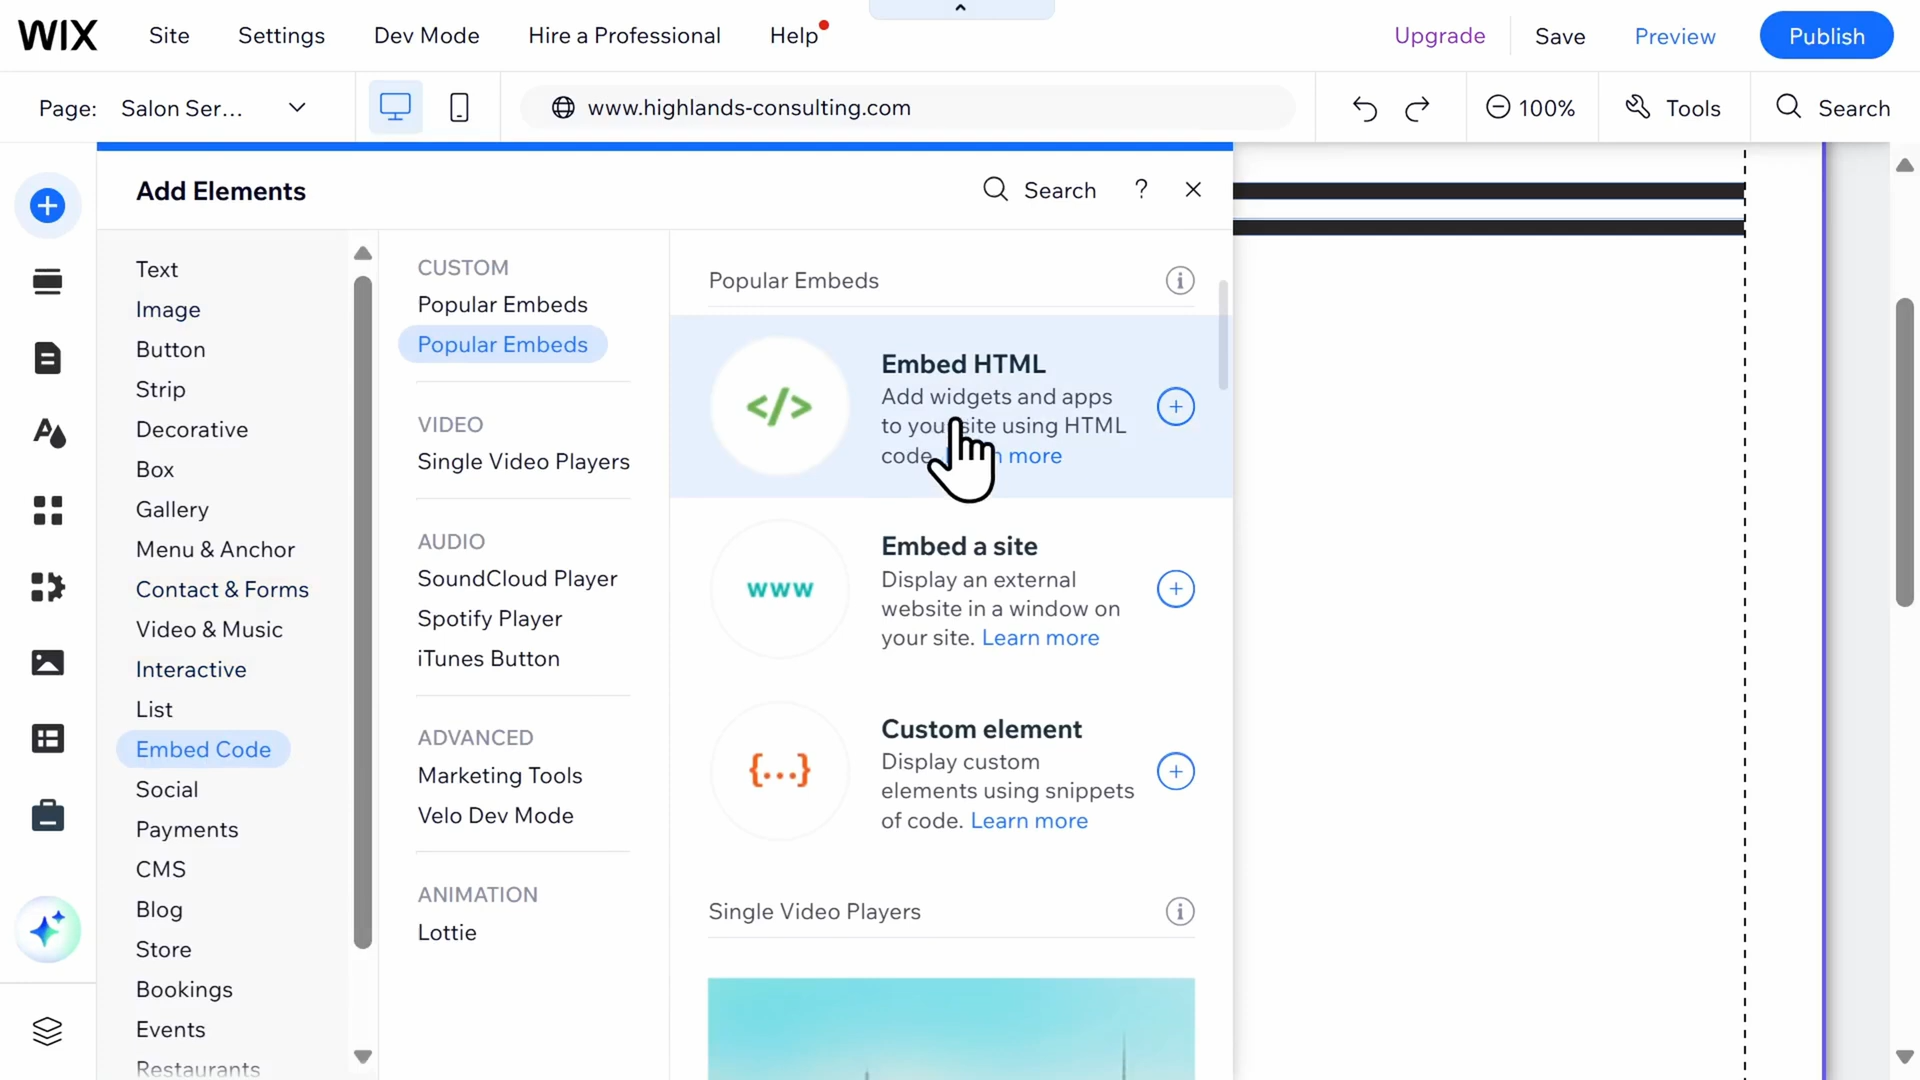 WIX Site Settings Dev Mode Hire a Professional Help Upgrade Save Preview Publish
Page: Salon Ser... www.highlands-consulting.com 100% Tools Search
Add Elements Search ?
Text
Image
Button
Strip
Decorative
Box
Gallery
Menu & Anchor
Contact & Forms
Video & Music
Interactive
List
Embed Code
Social
Payments
CMS
Blog
Store
Bookings
Events
Restaurants
CUSTOM
Popular Embeds
Popular Embeds
VIDEO
Single Video Players
AUDIO
SoundCloud Player
Spotify Player
iTunes Button
ADVANCED
Marketing Tools
Velo Dev Mode
ANIMATION
Lottie
Popular Embeds
</>
Embed HTML
Add widgets and apps
to your site using HTML
code. more
www
Embed a site
Display an external
website in a window on
your site. Learn more
{...}
Custom element
Display custom
elements using snippets
of code. Learn more
Single Video Players